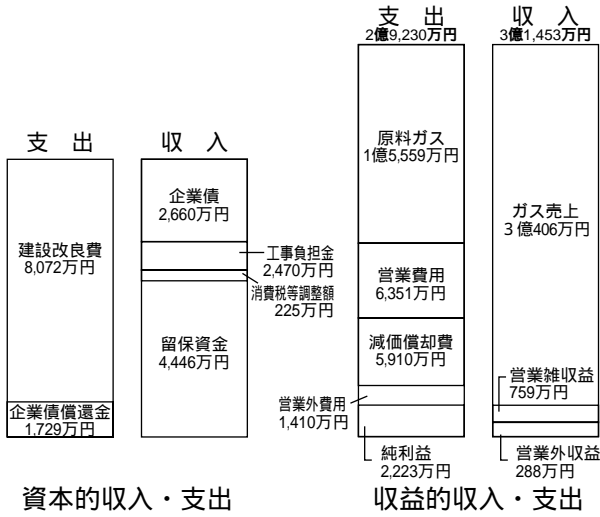 支 出
収 入
建設改良費
8,072万円
企業債償還金
1,729万円
企業債
2,660万円
工事負担金
2,470万円
消費税等調整額
225万円
留保資金
4,446万円
資本的収入・支出
支 出
2億9,230万円
収 入
3億1,453万円
原料ガス
1億5,559万円
営業費用
6,351万円
減価償却費
5,910万円
営業外費用
1,410万円
純利益
2,223万円
ガス売上
3億406万円
営業雑収益
759万円
営業外収益
288万円
収益的収入・支出